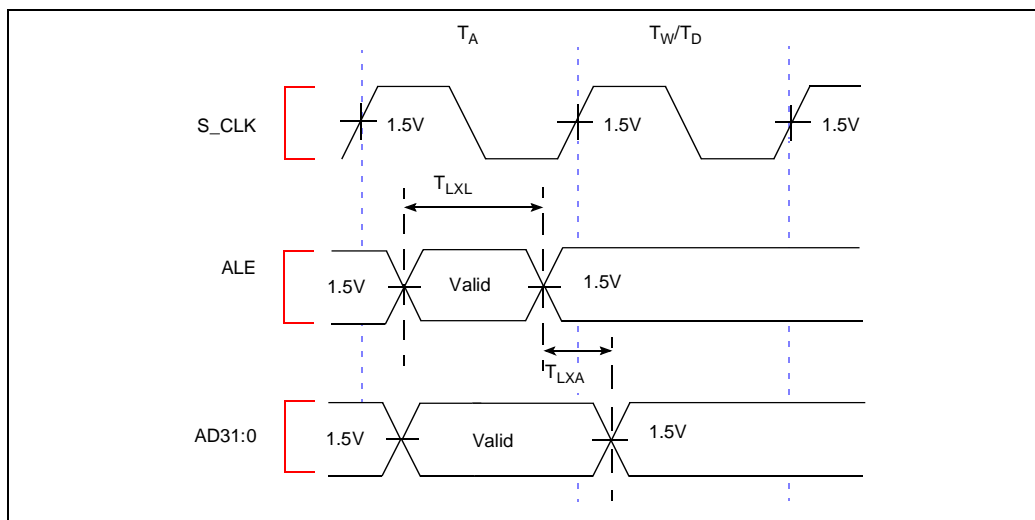 TA TW/TD
S_CLK 1.5V 1.5V 1.5V
TLXL
ALE 1.5V Valid 1.5V
TLXA
AD31:0 1.5V Valid 1.5V